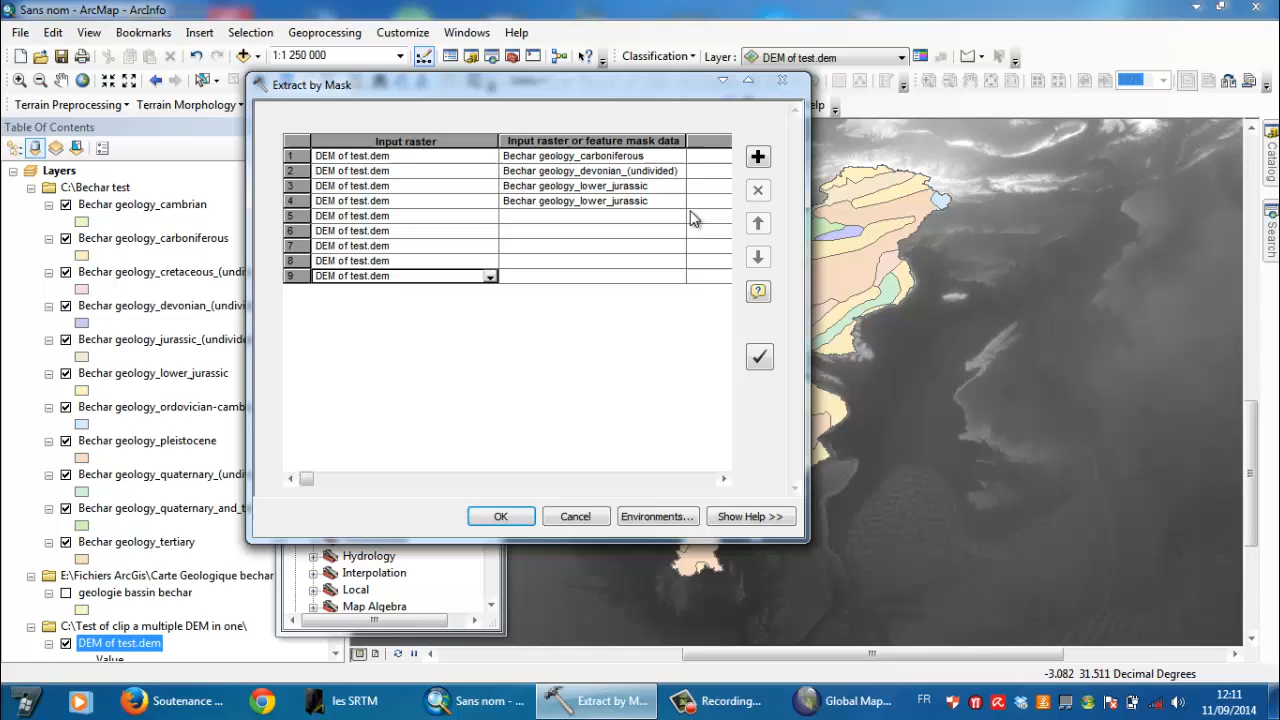 Sans nom - ArcMap - ArcInfo
File Edit View Bookmarks Insert Selection Geoprocessing Customize Windows Help
1:1 250 000 Classification Layer: DEM of test.dem
Terrain Preprocessing Terrain Morphology
Table Of Contents
Layers
C:\Bechar test
Bechar geology_cambrian
Bechar geology_carboniferous
Bechar geology_cretaceous_(undi
Bechar geology_devonian_(undivi
Bechar geology_jurassic_(undivid
Bechar geology_lower_jurassic
Bechar geology_ordovician-camb
Bechar geology_pleistocene
Bechar geology_quaternary_(undi
Bechar geology_quaternary_and_t
Bechar geology_tertiary
E:\Fichiers ArcGis\Carte Geologique bechar
geologie bassin bechar
C:\Test of clip a multiple DEM in one\
DEM of test.dem
Value
Extract by Mask
Input raster Input raster or feature mask data
1 DEM of test.dem Bechar geology_carboniferous
2 DEM of test.dem Bechar geology_devonian_(undivided)
3 DEM of test.dem Bechar geology_lower_jurassic
4 DEM of test.dem Bechar geology_lower_jurassic
5 DEM of test.dem
6 DEM of test.dem
7 DEM of test.dem
8 DEM of test.dem
9 DEM of test.dem
OK Cancel Environments... Show Help >>
Hydrology
Interpolation
Local
Map Algebra
Catalog
Search
-3.082 31.511 Decimal Degrees
Soutenance ... les SRTM Sans nom - ... Extract by M... Recording... Global Map... FR
12:11
11/09/2014